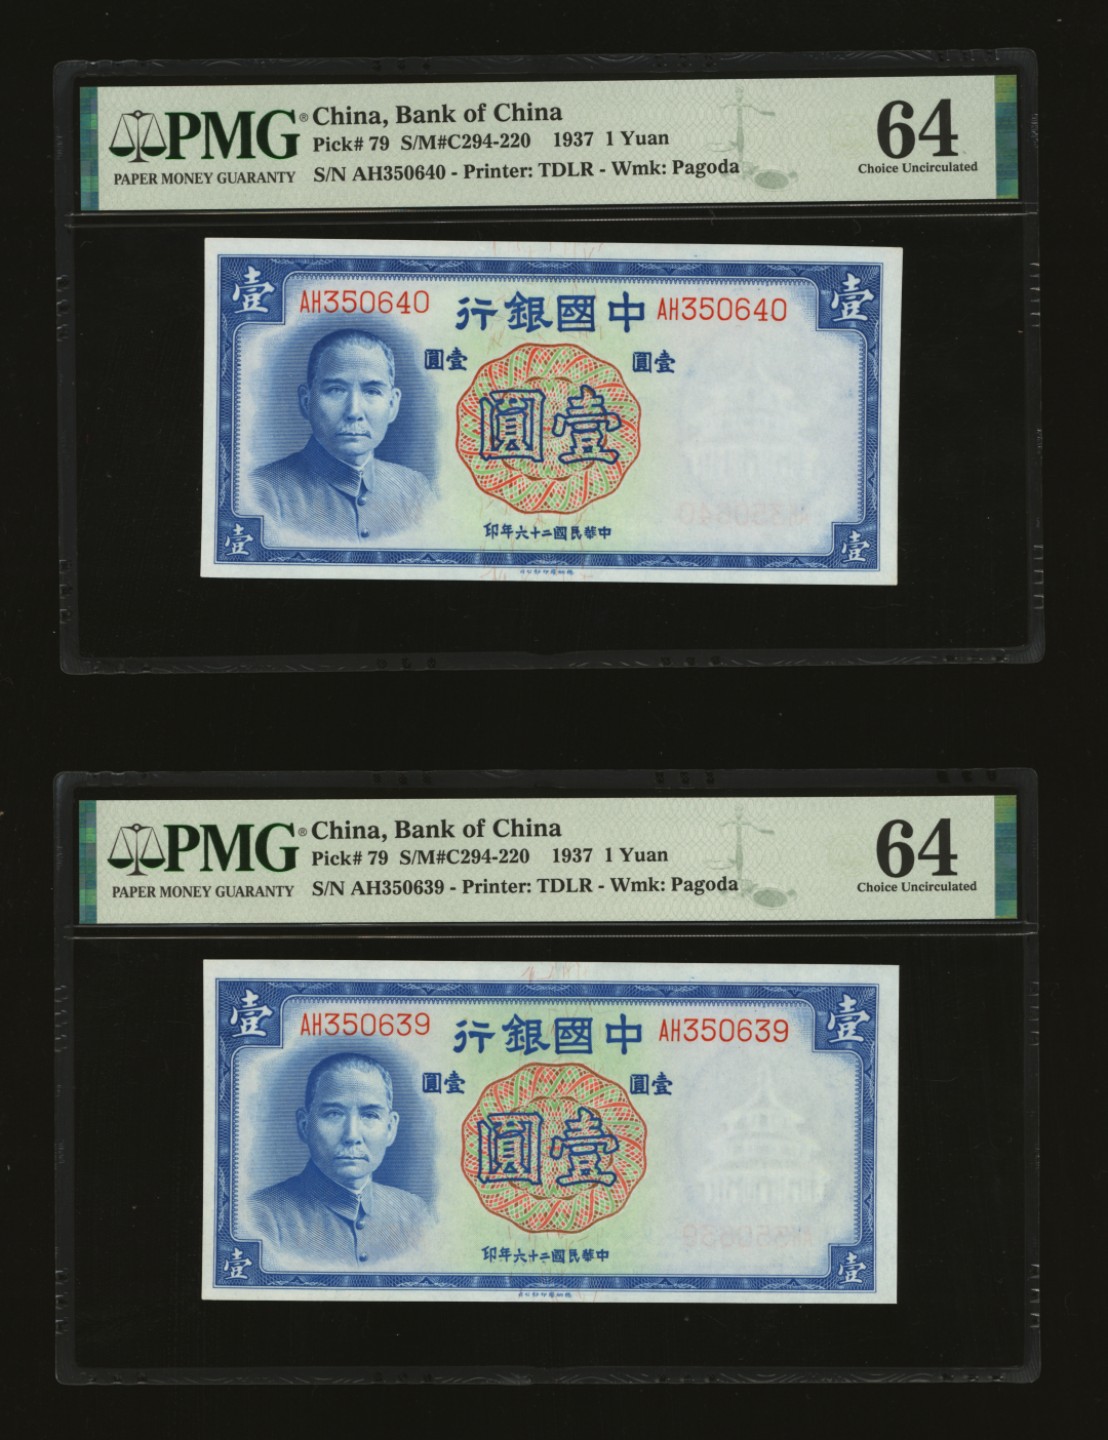 PMG® China, Bank of China 64
Pick# 79 S/M#C294-220 1937 1 Yuan
PAPER MONEY GUARANTY S/N AH350640 - Printer: TDLR - Wmk: Pagoda Choice Uncirculated
壹 壹
AH350640 行銀國中 AH350640
圓壹 圓壹
圓壹
印年六十二國民華中
壹 壹
PMG® China, Bank of China 64
Pick# 79 S/M#C294-220 1937 1 Yuan
PAPER MONEY GUARANTY S/N AH350639 - Printer: TDLR - Wmk: Pagoda Choice Uncirculated
壹 壹
AH350639 行銀國中 AH350639
圓壹 圓壹
圓壹
印年六十二國民華中
壹 壹